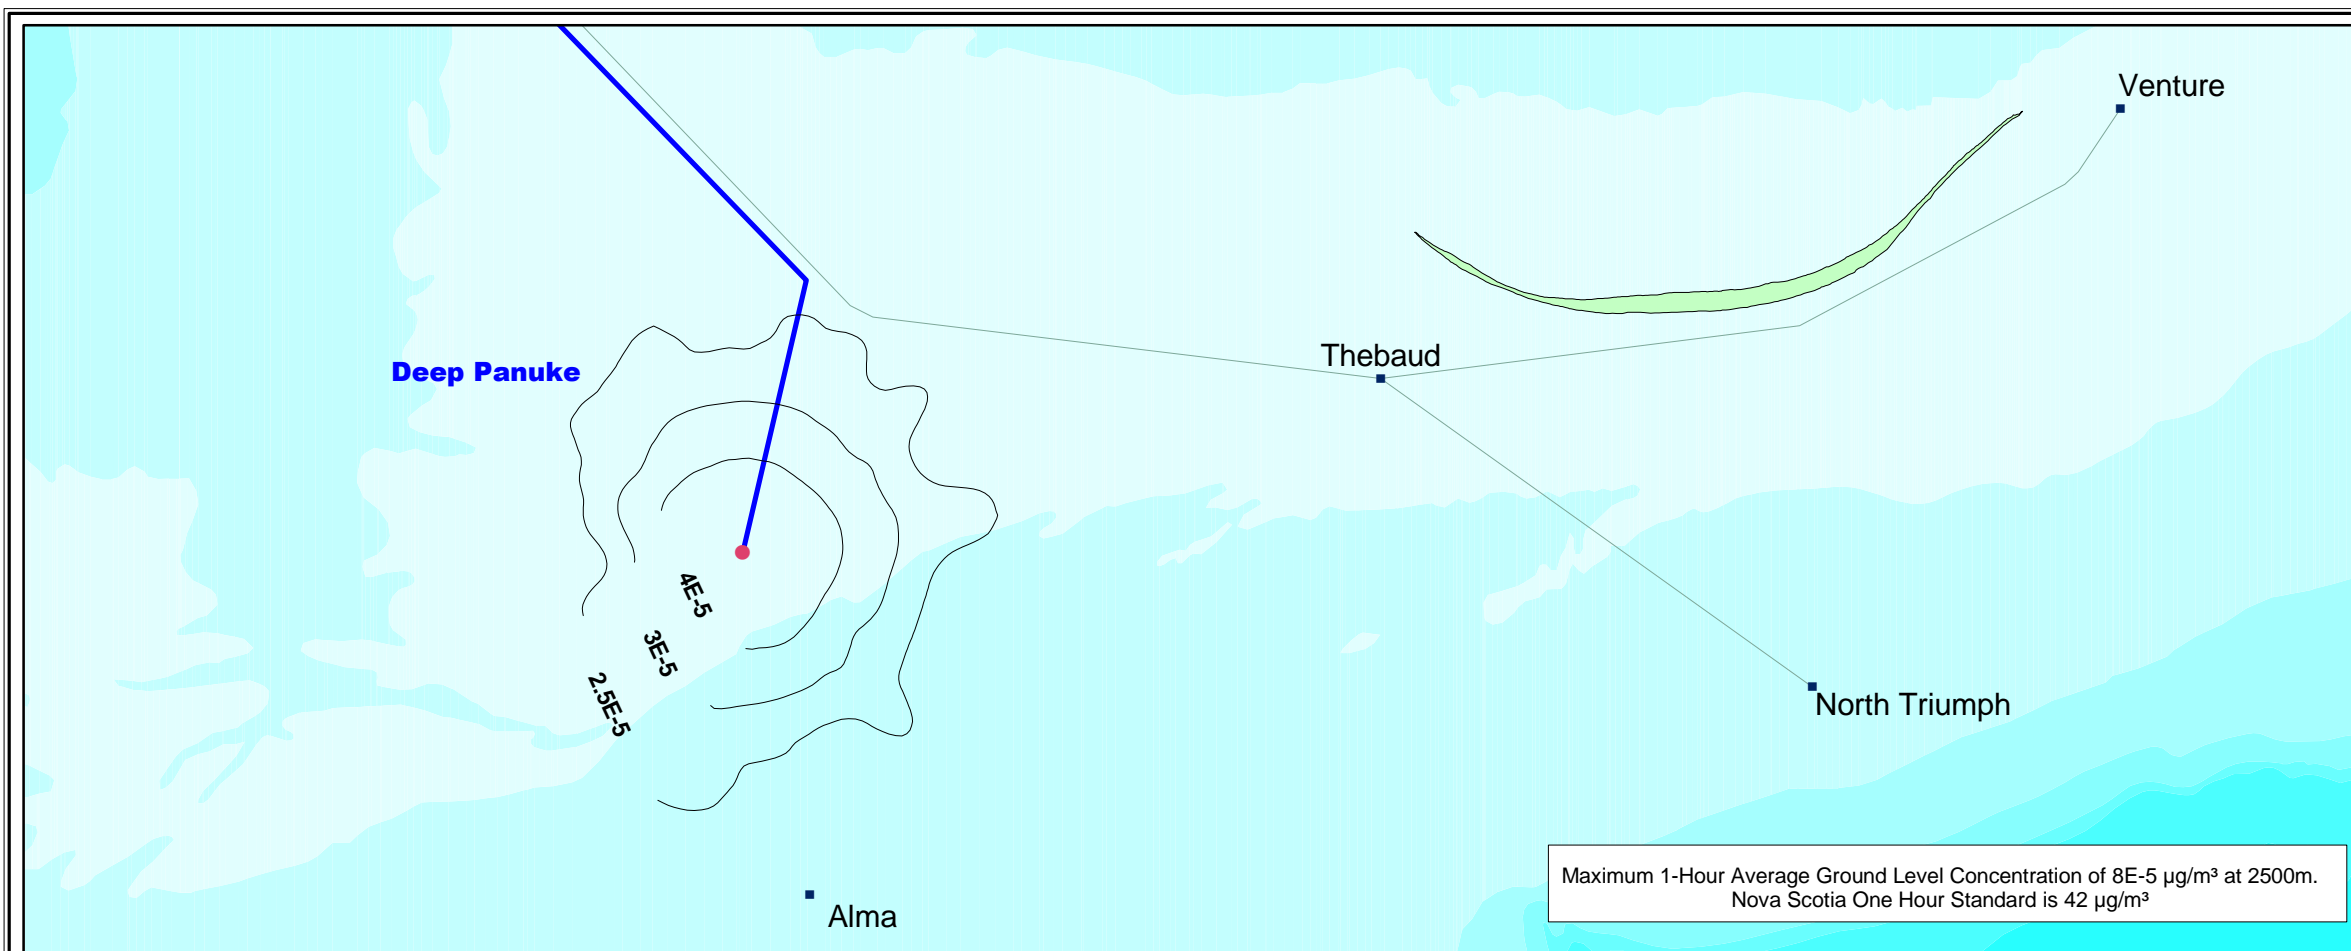 Venture
Thebaud
Deep Panuke
4E-5
3E-5
2.5E-5
North Triumph
Alma
Maximum 1-Hour Average Ground Level Concentration of 8E-5 µg/m³ at 2500m.
Nova Scotia One Hour Standard is 42 µg/m³